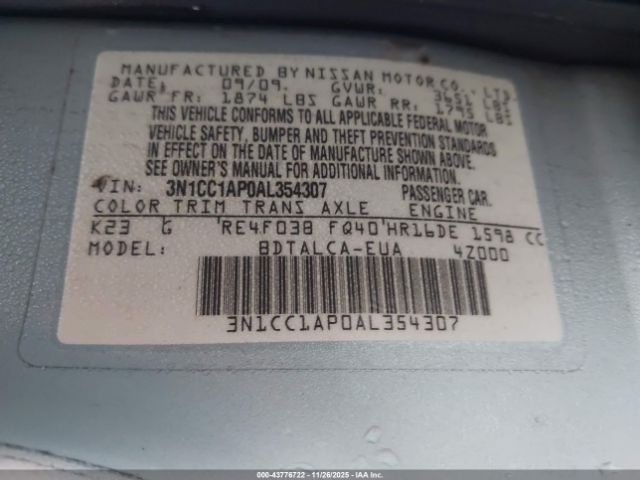 MANUFACTURED BY NISSAN MOTOR CO., LTD.
DATE: 09/09. GVWR: LBS
GAWR FR: 1874 LBS GAWR RR: 1795 LBS
THIS VEHICLE CONFORMS TO ALL APPLICABLE FEDERAL MOTOR
VEHICLE SAFETY, BUMPER AND THEFT PREVENTION STANDARDS
IN EFFECT ON THE DATE OF MANUFACTURE SHOWN ABOVE.
SEE OWNER'S MANUAL FOR ADDITIONAL INFORMATION.
VIN: 3N1CC1AP0AL354307 PASSENGER CAR.
COLOR TRIM TRANS AXLE ENGINE
K23 G 'RE4F03B FQ40'HR16DE 1598 CC
MODEL: BDTALCA-EUA 4Z000
3N1CC1AP0AL354307
000-43776722 | 11/26/2025 | IAA, Inc.